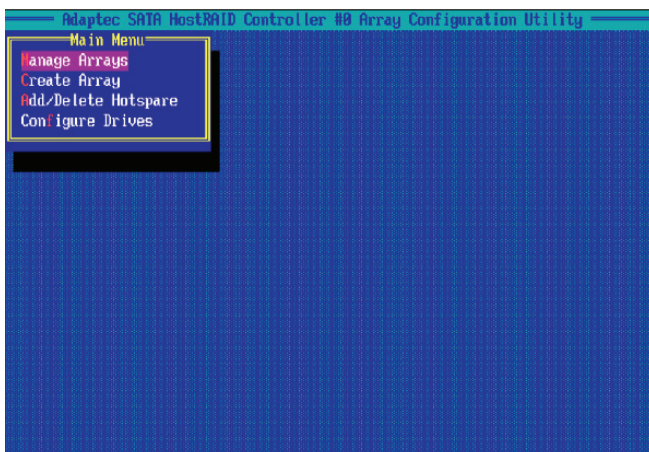 Adaptec SATA HostRAID Controller #0 Array Configuration Utility
Main Menu
Manage Arrays
Create Array
Add/Delete Hotspare
Configure Drives